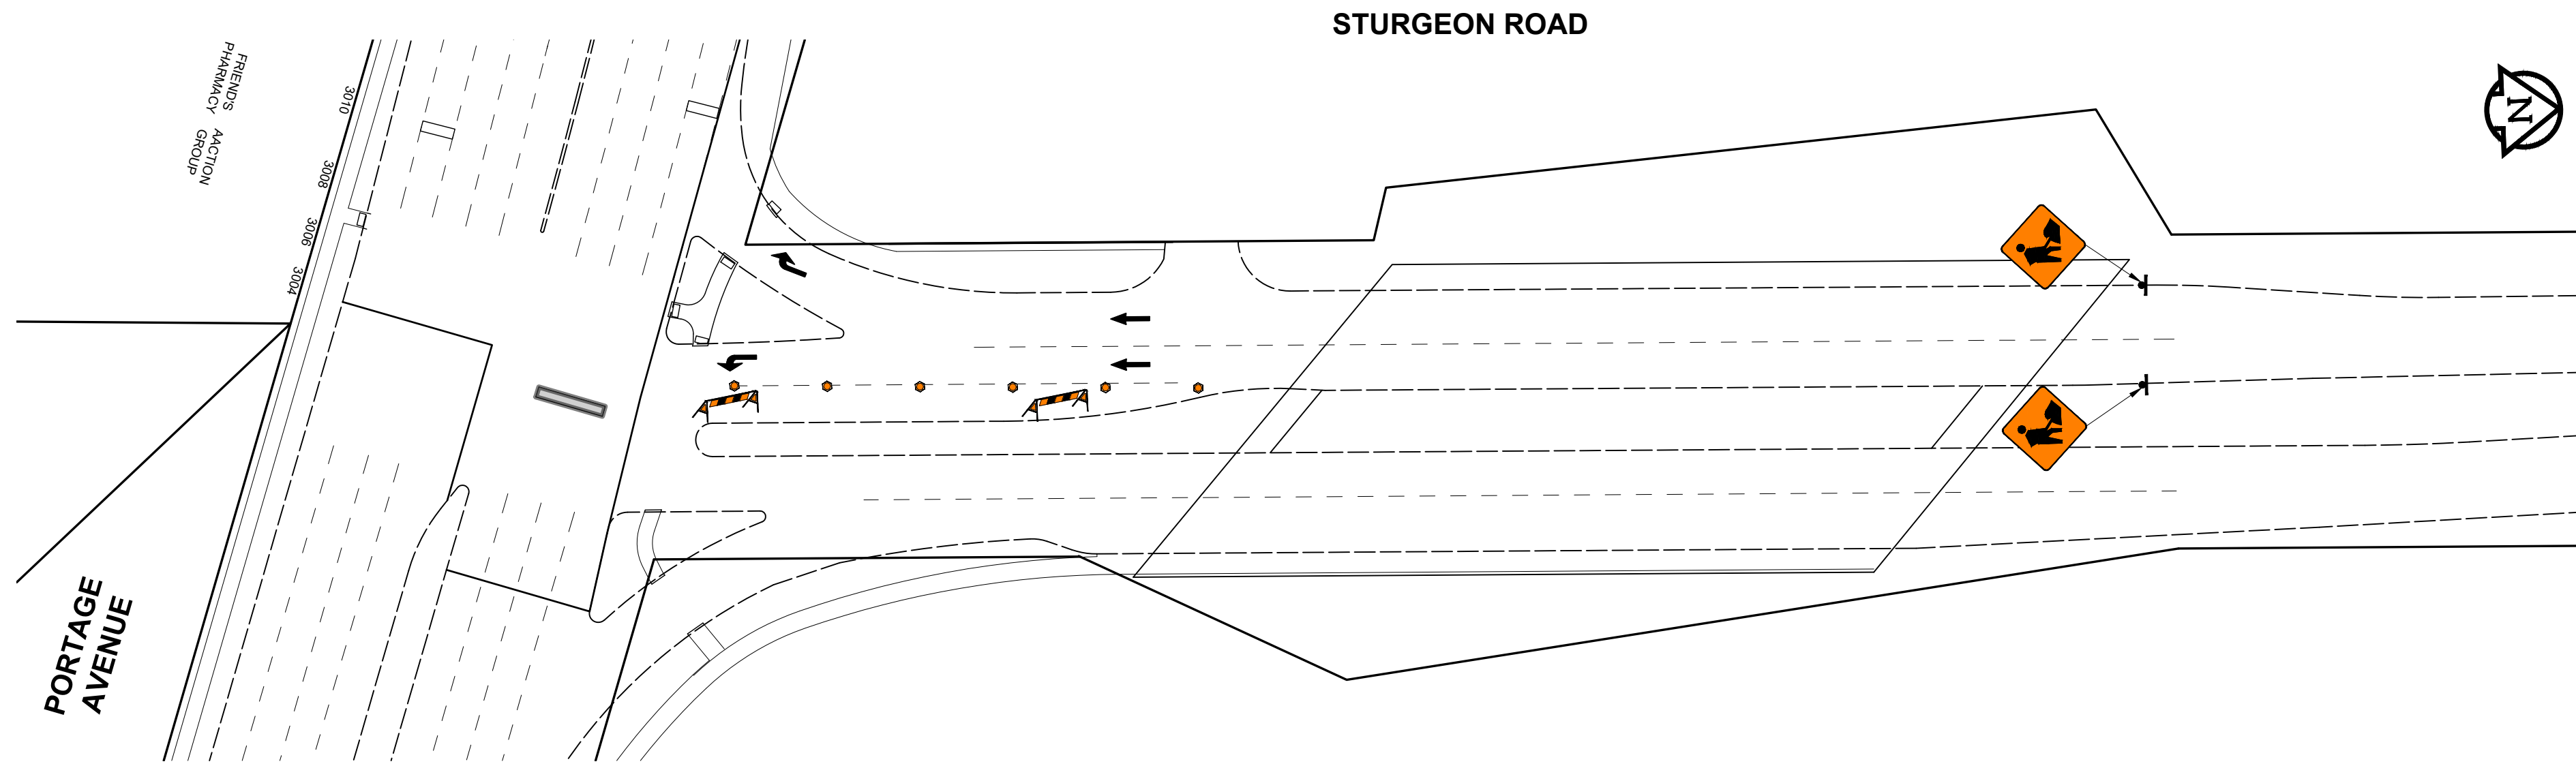 STURGEON ROAD
FRIEND'S
PHARMACY
AACTION
GROUP
3010
3008
3006
3004
N
PORTAGE
AVENUE